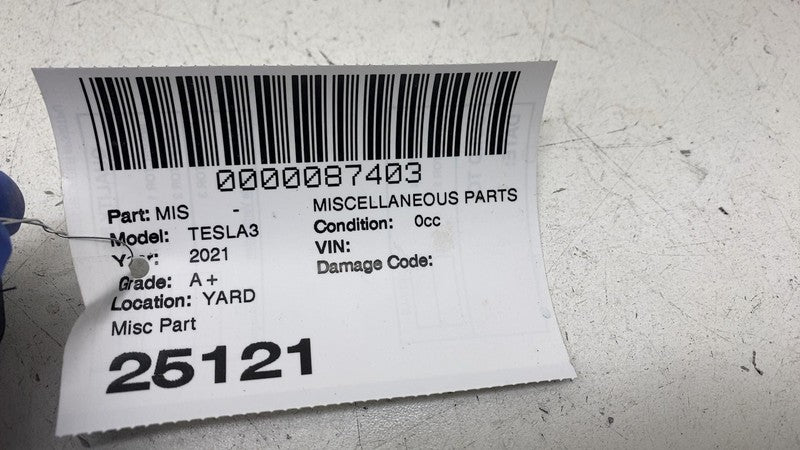 0000087403
Part: MIS - MISCELLANEOUS PARTS
Model: TESLA3 Condition: 0cc
Year: 2021 VIN:
Grade: A+ Damage Code:
Location: YARD
Misc Part
25121